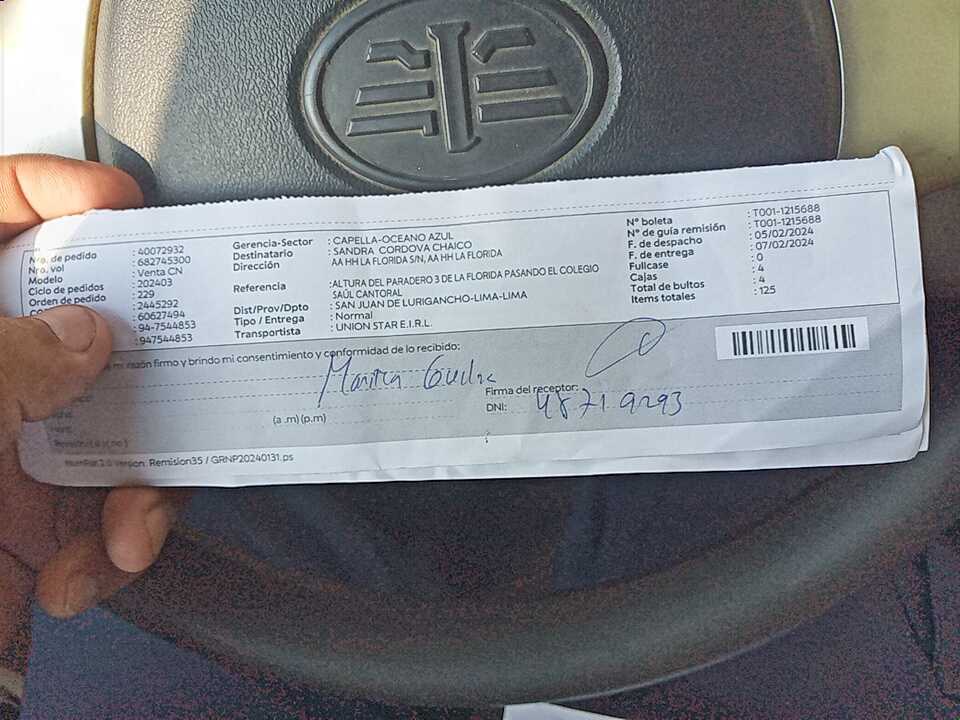 Nro. de pedido : 40072932
Nro. vol : 682745300
Modelo : Venta CN
Ciclo de pedidos : 202403
Orden de pedido : 229
: 2445292
: 60627494
: 94-7544853
: 947544853
Gerencia-Sector : CAPELLA-OCEANO AZUL
Destinatario : SANDRA CORDOVA CHAICO
Dirección AA HH LA FLORIDA S/N, AA HH LA FLORIDA
Referencia : ALTURA DEL PARADERO 3 DE LA FLORIDA PASANDO EL COLEGIO
SAÚL CANTORAL
Dist/Prov/Dpto : SAN JUAN DE LURIGANCHO-LIMA-LIMA
Tipo / Entrega : Normal
Transportista : UNION STAR E.I.R.L.
N° boleta : T001-1215688
N° de guía remisión : T001-1215688
F. de despacho : 05/02/2024
F. de entrega : 07/02/2024
Fullcase : 0
Cajas : 4
Total de bultos : 4
Items totales : 125
mi razón firmo y brindo mi consentimiento y conformidad de lo recibido:
Firma del receptor:
(a .m) (p.m)
DNI: 48719293
version: Remision35 / GRNP20240131.ps